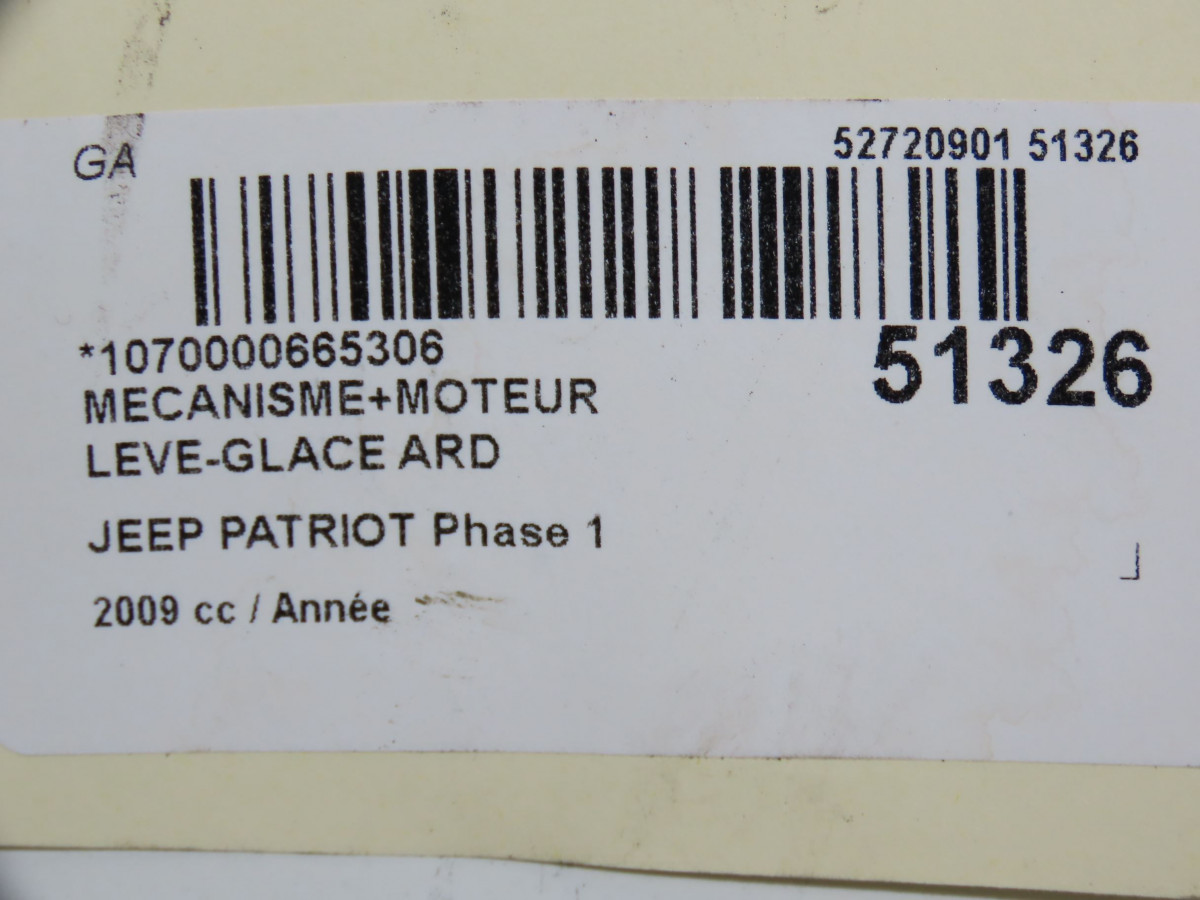 GA
52720901 51326
*1070000665306
51326
MECANISME+MOTEUR
LEVE-GLACE ARD
JEEP PATRIOT Phase 1
2009 cc / Année